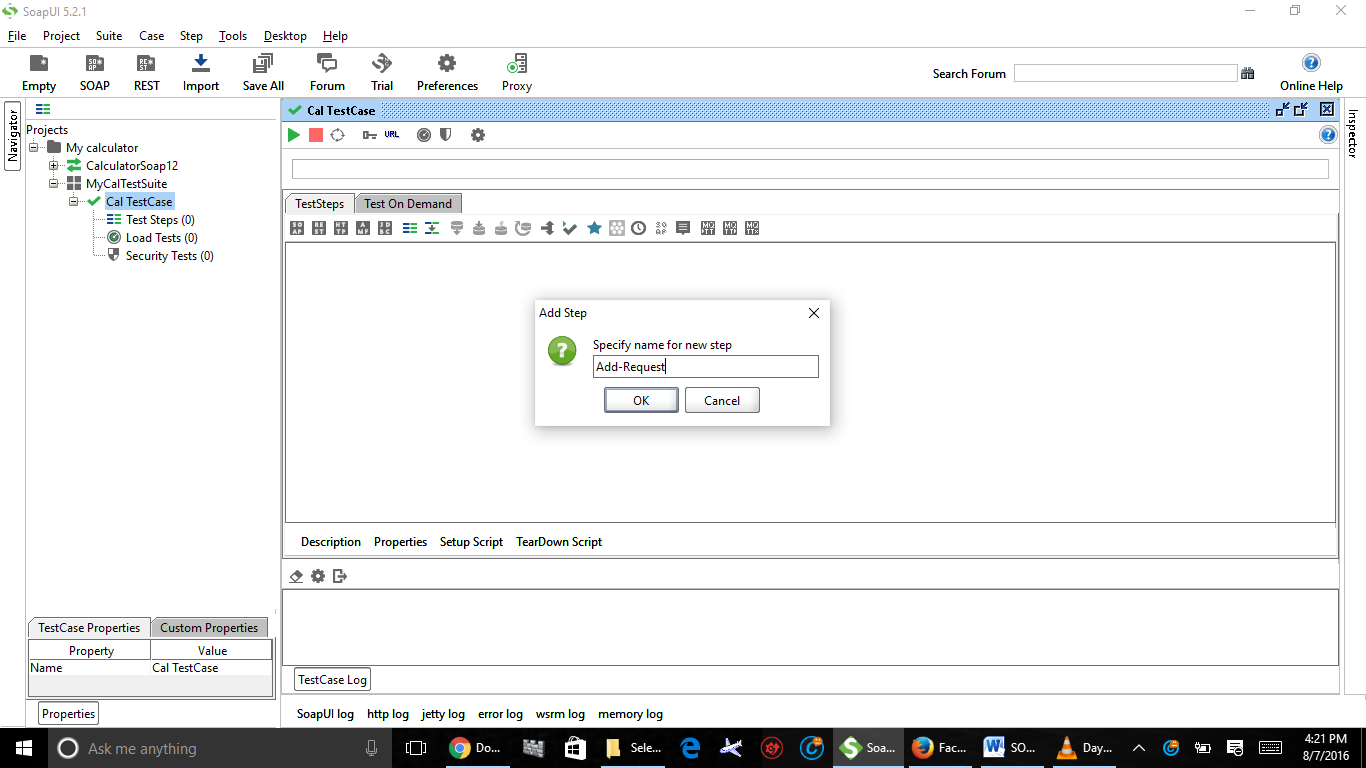 SoapUI 5.2.1
File Project Suite Case Step Tools Desktop Help
Empty SOAP REST Import Save All Forum Trial Preferences Proxy
Search Forum
Online Help
Navigator
Projects
My calculator
CalculatorSoap12
MyCalTestSuite
Cal TestCase
Test Steps (0)
Load Tests (0)
Security Tests (0)
Cal TestCase
URL
Inspector
TestSteps Test On Demand
Add Step
Specify name for new step
Add-Request
OK Cancel
Description Properties Setup Script TearDown Script
TestCase Properties Custom Properties
Property Value
Name Cal TestCase
Properties
TestCase Log
SoapUI log http log jetty log error log wsrm log memory log
Ask me anything
Do... Sele... Soa... Fac... SO... Day...
4:21 PM
8/7/2016